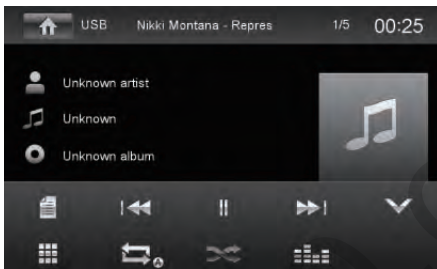 USB Nikki Montana - Repres 1/5 00:25
Unknown artist
Unknown
Unknown album